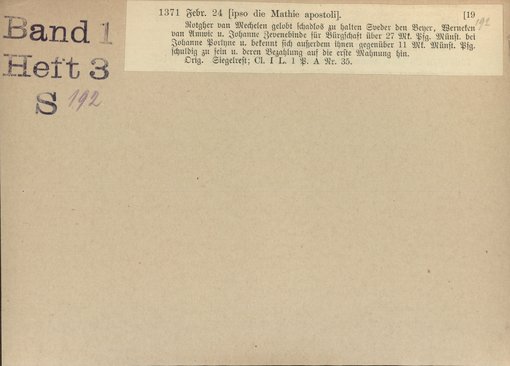 Band 1
Heft 3
S 192
1371 Febr. 24 [ipso die Mathie apostoli]. [19
192
Rotgher van Mechelen gelobt schadlos zu halten Sveder den Beyer, Werneken
van Amwic u. Johanne Zevenebinde für Bürgschaft über 27 Mk. Pfg. Münst. bei
Johanne Portyne u. bekennt sich außerdem ihnen gegenüber 11 Mk. Münst. Pfg.
schuldig zu sein u. deren Bezahlung auf die erste Mahnung hin.
Orig. Siegelrest; Cl. I L. 1 P. A Nr. 35.